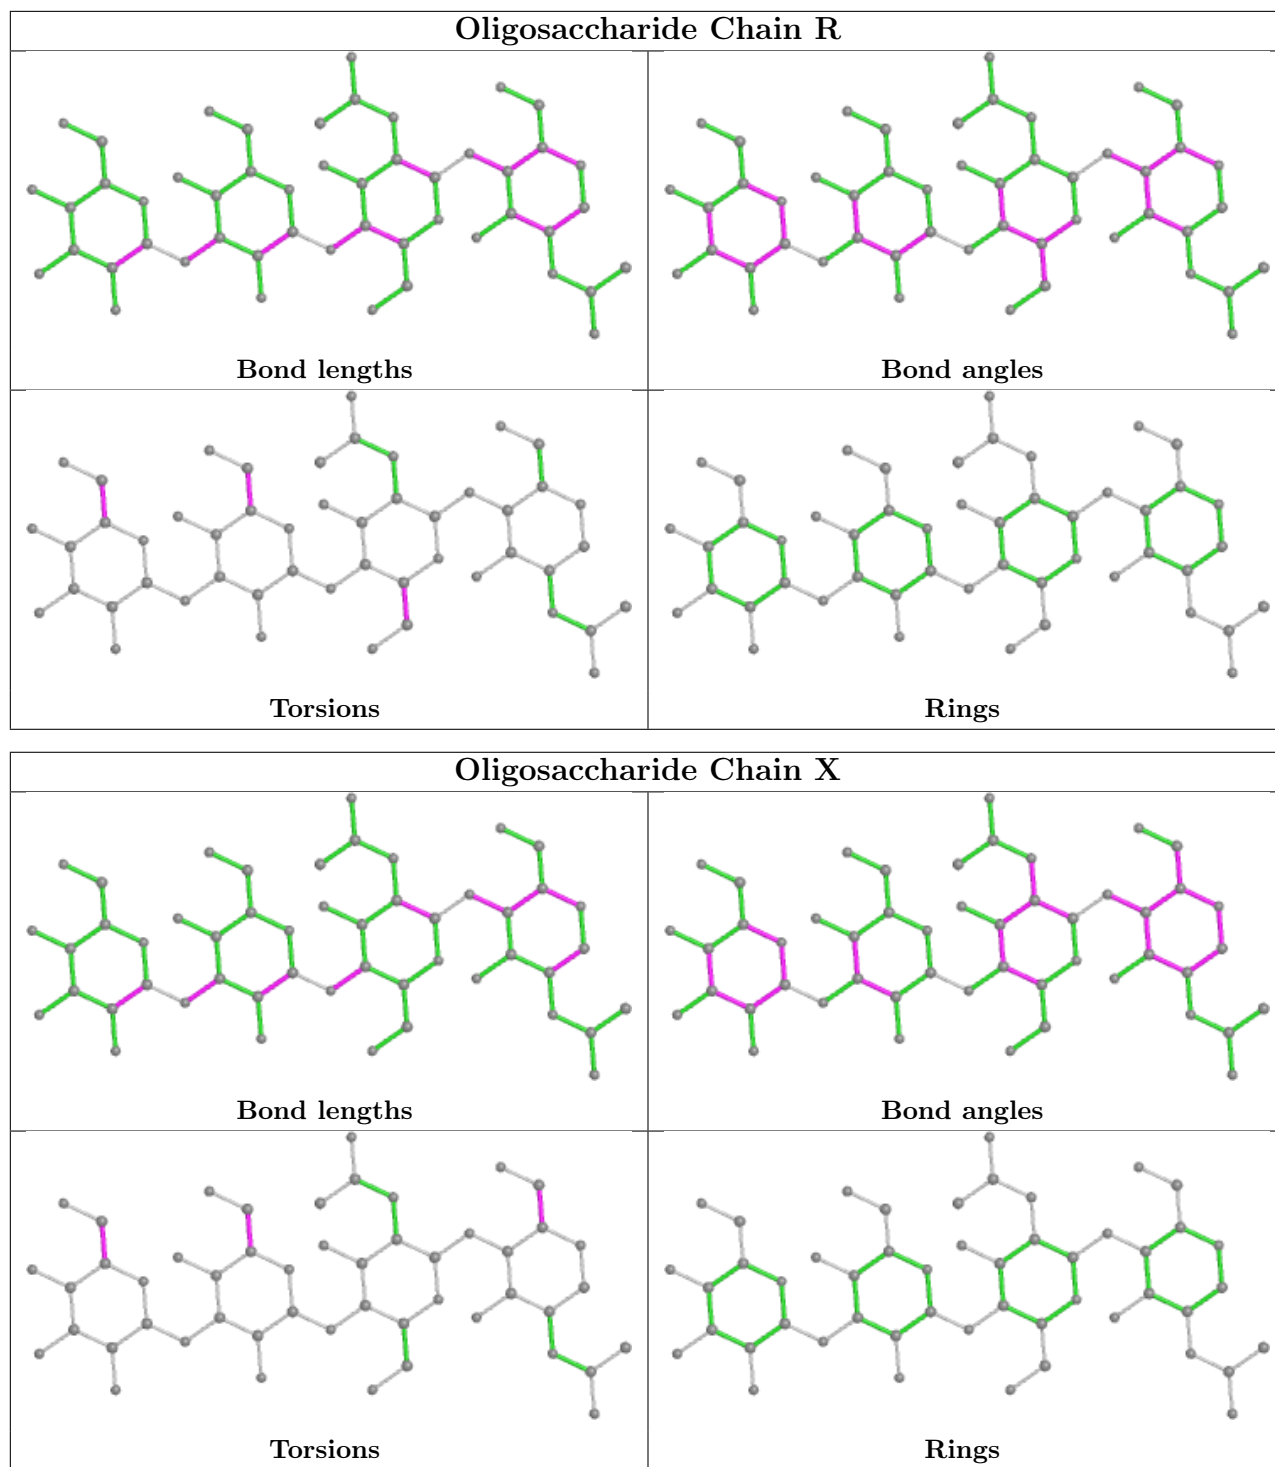 Oligosaccharide Chain R
Bond lengths
Bond angles
Torsions
Rings
Oligosaccharide Chain X
Bond lengths
Bond angles
Torsions
Rings